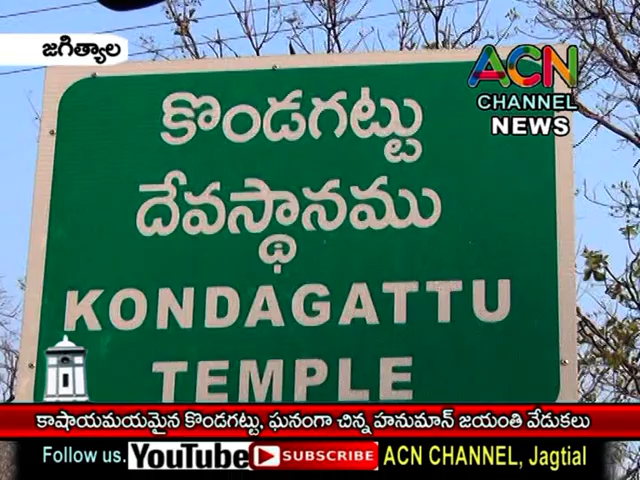 జగిత్యాల
ACN
CHANNEL
NEWS
కొండగట్టు
దేవస్థానము
KONDAGATTU
TEMPLE
కాషాయమయమైన కొండగట్టు, ఘనంగా చిన్న హనుమాన్ జయంతి వేడుకలు
Follow us. YouTube SUBSCRIBE ACN CHANNEL, Jagtial